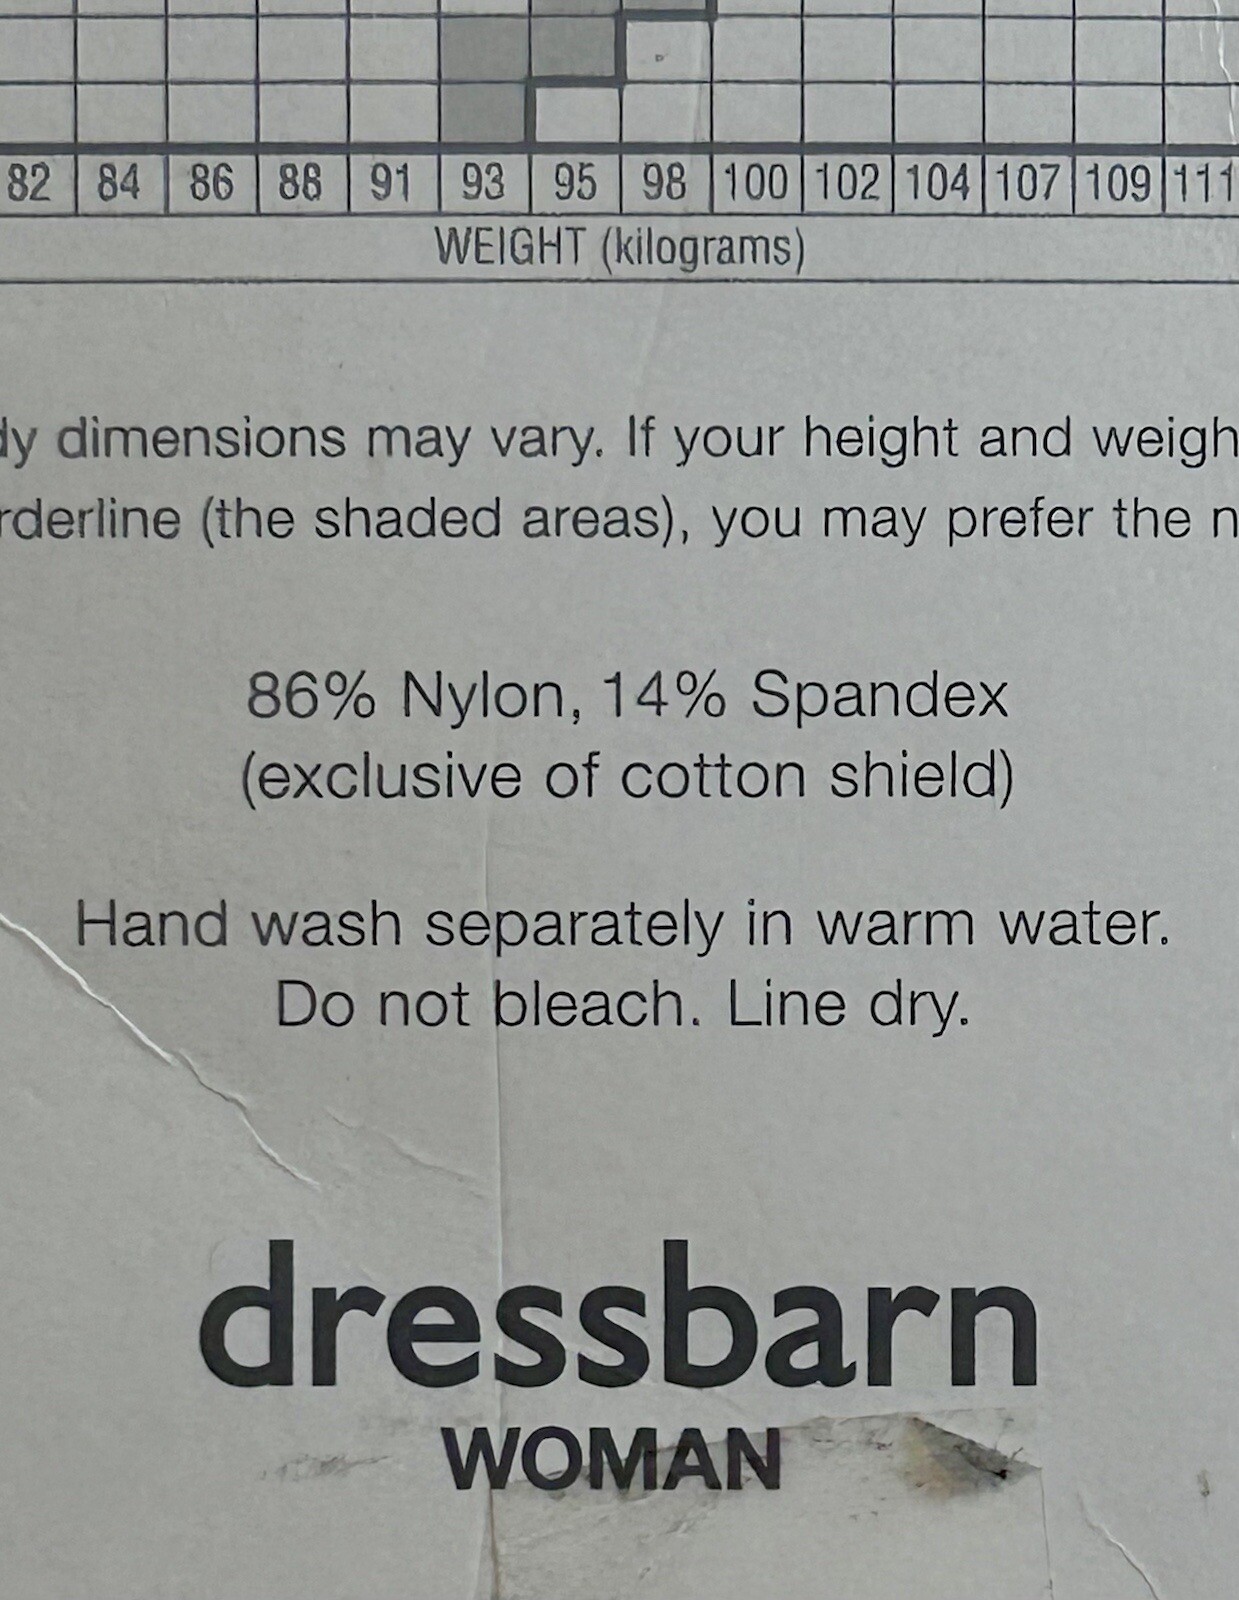 82 84 86 88 91 93 95 98 100 102 104 107 109 111
WEIGHT (kilograms)
dimensions may vary. If your height and
(the shaded areas), you may prefer the
86% Nylon, 14% Spandex
(exclusive of cotton shield)
Hand wash separately in warm water.
Do not bleach. Line dry.
dressbarn
WOMAN